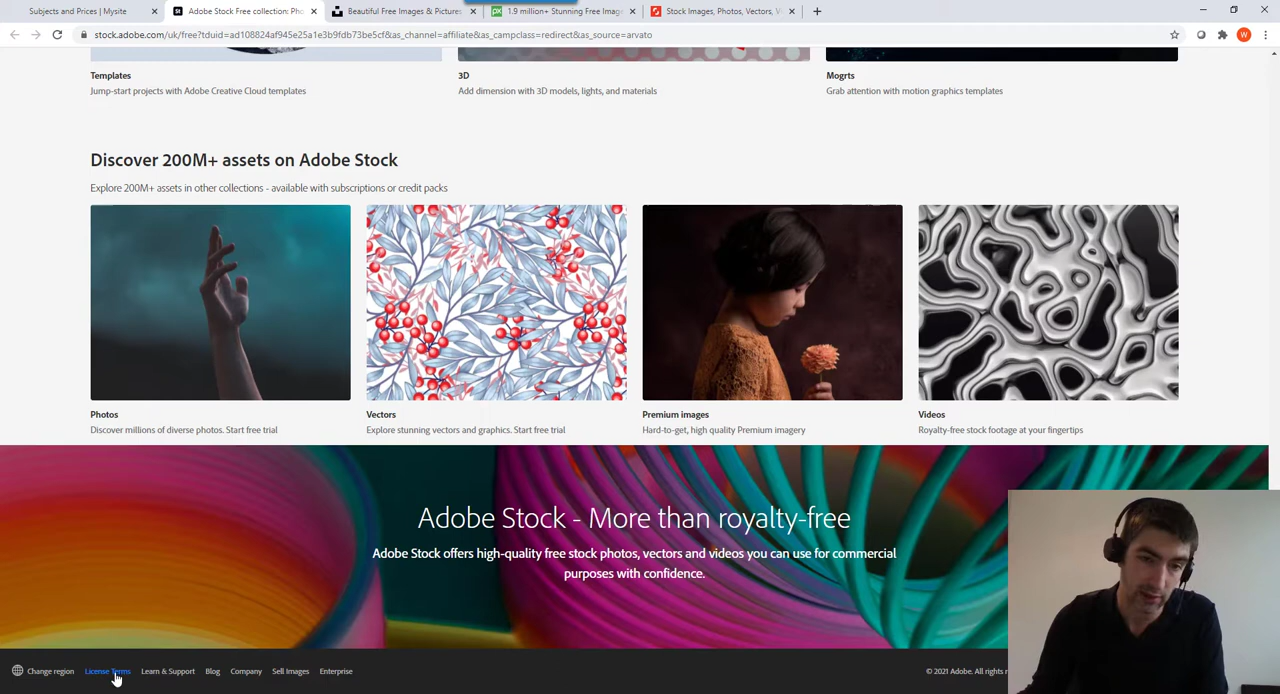 Subjects and Prices | Mysite
St
Adobe Stock Free collection: Pho
Beautiful Free Images & Pictures
px
1.9 million+ Stunning Free Image
Stock Images, Photos, Vectors, V
stock.adobe.com/uk/free?tduid=ad108824af945e25a1e3b9fdb73be5cf&as_channel=affiliate&as_campclass=redirect&as_source=arvato
W
Templates
Jump-start projects with Adobe Creative Cloud templates
3D
Add dimension with 3D models, lights, and materials
Mogrts
Grab attention with motion graphics templates
Discover 200M+ assets on Adobe Stock
Explore 200M+ assets in other collections - available with subscriptions or credit packs
Photos
Discover millions of diverse photos. Start free trial
Vectors
Explore stunning vectors and graphics. Start free trial
Premium images
Hard-to-get, high quality Premium imagery
Videos
Royalty-free stock footage at your fingertips
Adobe Stock - More than royalty-free
Adobe Stock offers high-quality free stock photos, vectors and videos you can use for commercial
purposes with confidence.
Change region License Terms Learn & Support Blog Company Sell Images Enterprise
© 2021 Adobe. All rights r